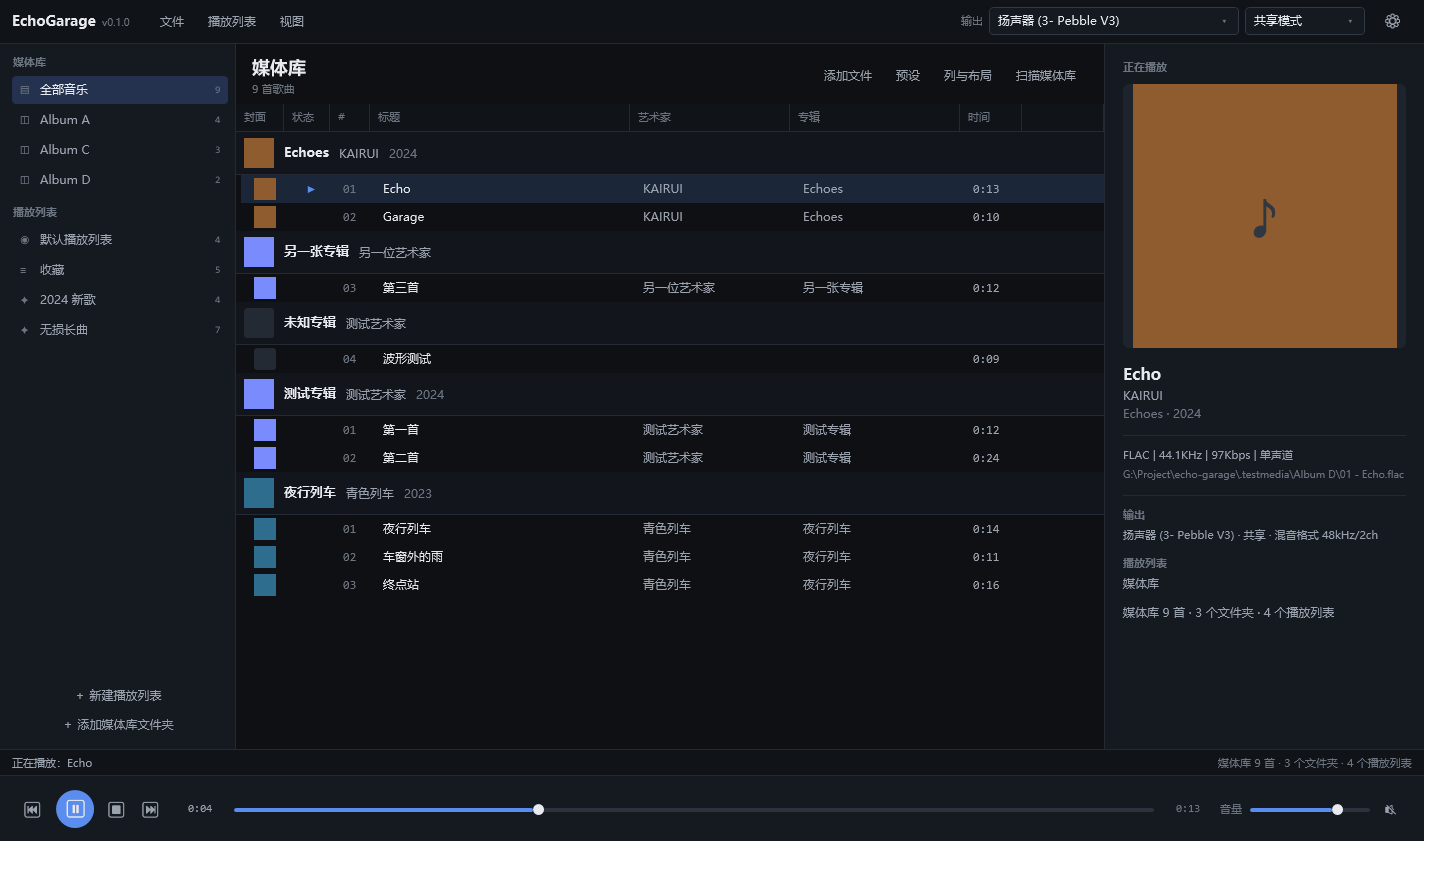 EchoGarage v0.1.0 文件 播放列表 视图 输出 扬声器 (3- Pebble V3) 共享模式
媒体库
全部音乐 9
Album A 4
Album C 3
Album D 2
播放列表
默认播放列表 4
收藏 5
2024 新歌 4
无损长曲 7
+ 新建播放列表
+ 添加媒体库文件夹
媒体库
9 首歌曲
添加文件 预设 列与布局 扫描媒体库
封面 状态 # 标题 艺术家 专辑 时间
Echoes KAIRUI 2024
01 Echo KAIRUI Echoes 0:13
02 Garage KAIRUI Echoes 0:10
另一张专辑 另一位艺术家
03 第三首 另一位艺术家 另一张专辑 0:12
未知专辑 测试艺术家
04 波形测试 0:09
测试专辑 测试艺术家 2024
01 第一首 测试艺术家 测试专辑 0:12
02 第二首 测试艺术家 测试专辑 0:24
夜行列车 青色列车 2023
01 夜行列车 青色列车 夜行列车 0:14
02 车窗外的雨 青色列车 夜行列车 0:11
03 终点站 青色列车 夜行列车 0:16
正在播放
Echo
KAIRUI
Echoes · 2024
FLAC | 44.1KHz | 97Kbps | 单声道
G:\Project\echo-garage\.testmedia\Album D\01 - Echo.flac
输出
扬声器 (3- Pebble V3) · 共享 · 混音格式 48kHz/2ch
播放列表
媒体库
媒体库 9 首 · 3 个文件夹 · 4 个播放列表
正在播放：Echo
媒体库 9 首 · 3 个文件夹 · 4 个播放列表
0:04 0:13 音量